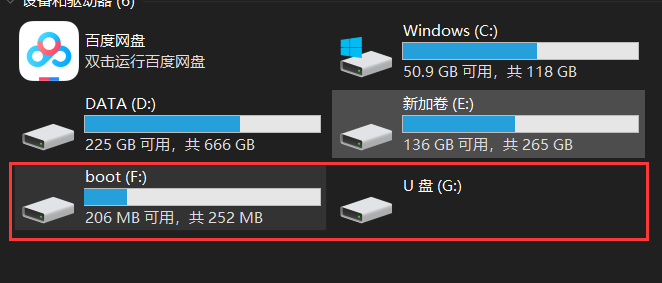 设备和驱动器 (6)
百度网盘
双击运行百度网盘
Windows (C:)
50.9 GB 可用，共 118 GB
DATA (D:)
225 GB 可用，共 666 GB
新加卷 (E:)
136 GB 可用，共 265 GB
boot (F:)
206 MB 可用，共 252 MB
U 盘 (G:)